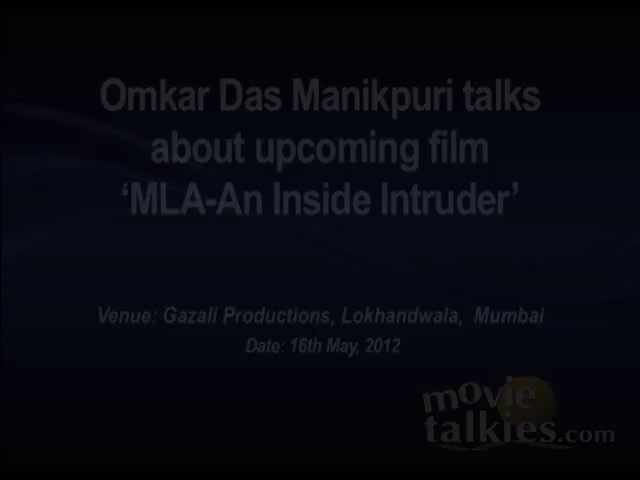 Omkar Das Manikpuri talks
about upcoming film
‘MLA-An Inside Intruder’
Venue: Gazali Productions, Lokhandwala, Mumbai
Date: 16th May, 2012
movie
talkies.com